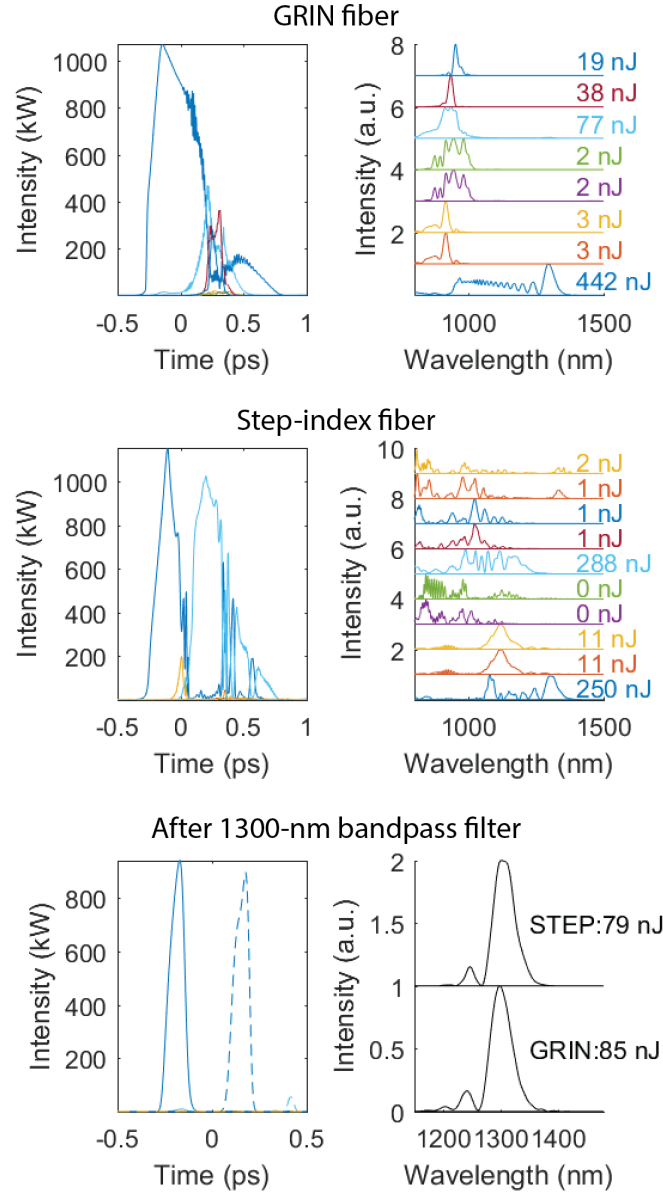 GRIN fiber
1000
800
600
400
200
Intensity (kW)
-0.5
0
0.5
1
Time (ps)
8
6
4
2
Intensity (a.u.)
19 nJ
38 nJ
77 nJ
2 nJ
2 nJ
3 nJ
3 nJ
442 nJ
1000
1500
Wavelength (nm)
Step-index fiber
1000
800
600
400
200
Intensity (kW)
-0.5
0
0.5
1
Time (ps)
10
8
6
4
2
Intensity (a.u.)
2 nJ
1 nJ
1 nJ
1 nJ
288 nJ
0 nJ
0 nJ
11 nJ
11 nJ
250 nJ
1000
1500
Wavelength (nm)
After 1300-nm bandpass filter
800
600
400
200
Intensity (kW)
-0.5
0
0.5
Time (ps)
2
1.5
1
0.5
0
Intensity (a.u.)
STEP:79 nJ
GRIN:85 nJ
1200
1300
1400
Wavelength (nm)